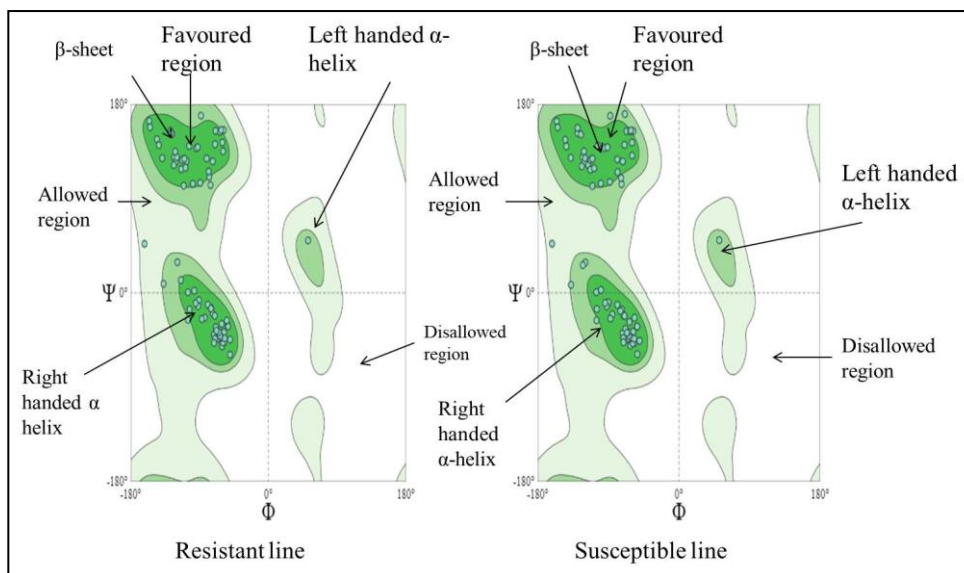 β-sheet
Favoured
region
Left handed α-
helix
180°
Allowed
region
Ψ
0°
Disallowed
region
Right
handed α
helix
-180°
-180°
0°
180°
Φ
Resistant line
β-sheet
Favoured
region
180°
Allowed
region
Left handed
α-helix
Ψ
0°
Disallowed
region
Right
handed
α-helix
-180°
-180°
0°
180°
Φ
Susceptible line